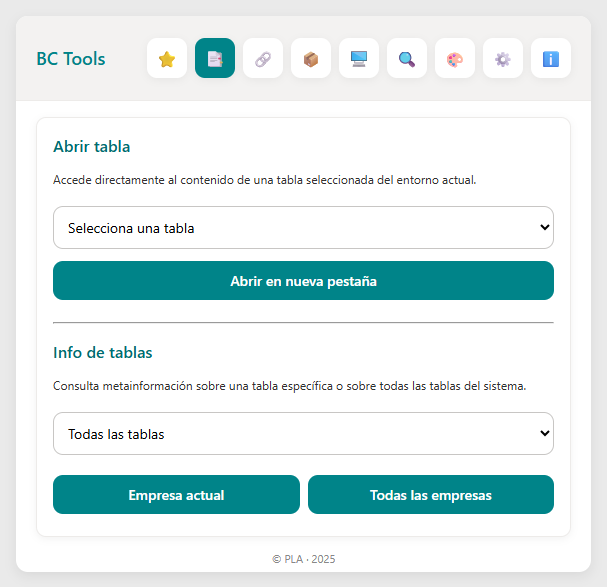 BC Tools
Abrir tabla
Accede directamente al contenido de una tabla seleccionada del entorno actual.
Selecciona una tabla
Abrir en nueva pestaña
Info de tablas
Consulta metainformación sobre una tabla específica o sobre todas las tablas del sistema.
Todas las tablas
Empresa actual
Todas las empresas
© PLA · 2025